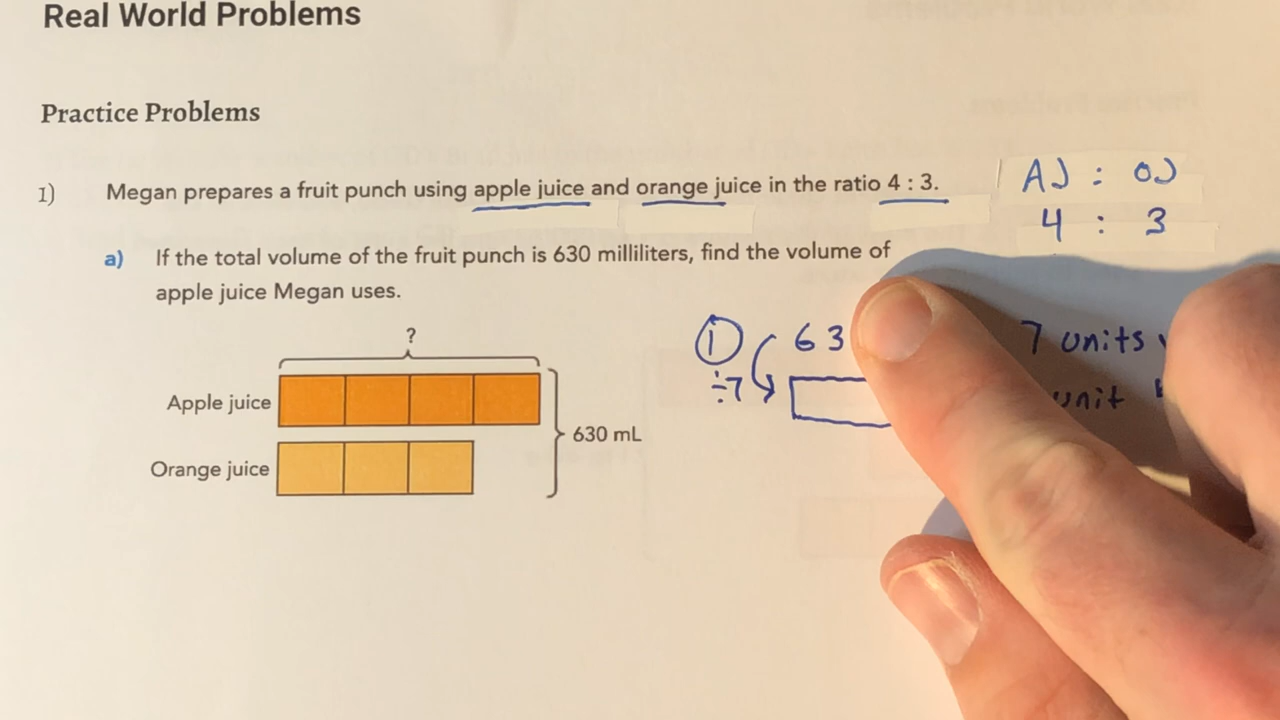 Real World Problems
Practice Problems
1) Megan prepares a fruit punch using apple juice and orange juice in the ratio 4 : 3.
AJ : OJ
4 : 3
a) If the total volume of the fruit punch is 630 milliliters, find the volume of
apple juice Megan uses.
?
Apple juice
Orange juice
630 mL
① 63
÷7
7 units
unit